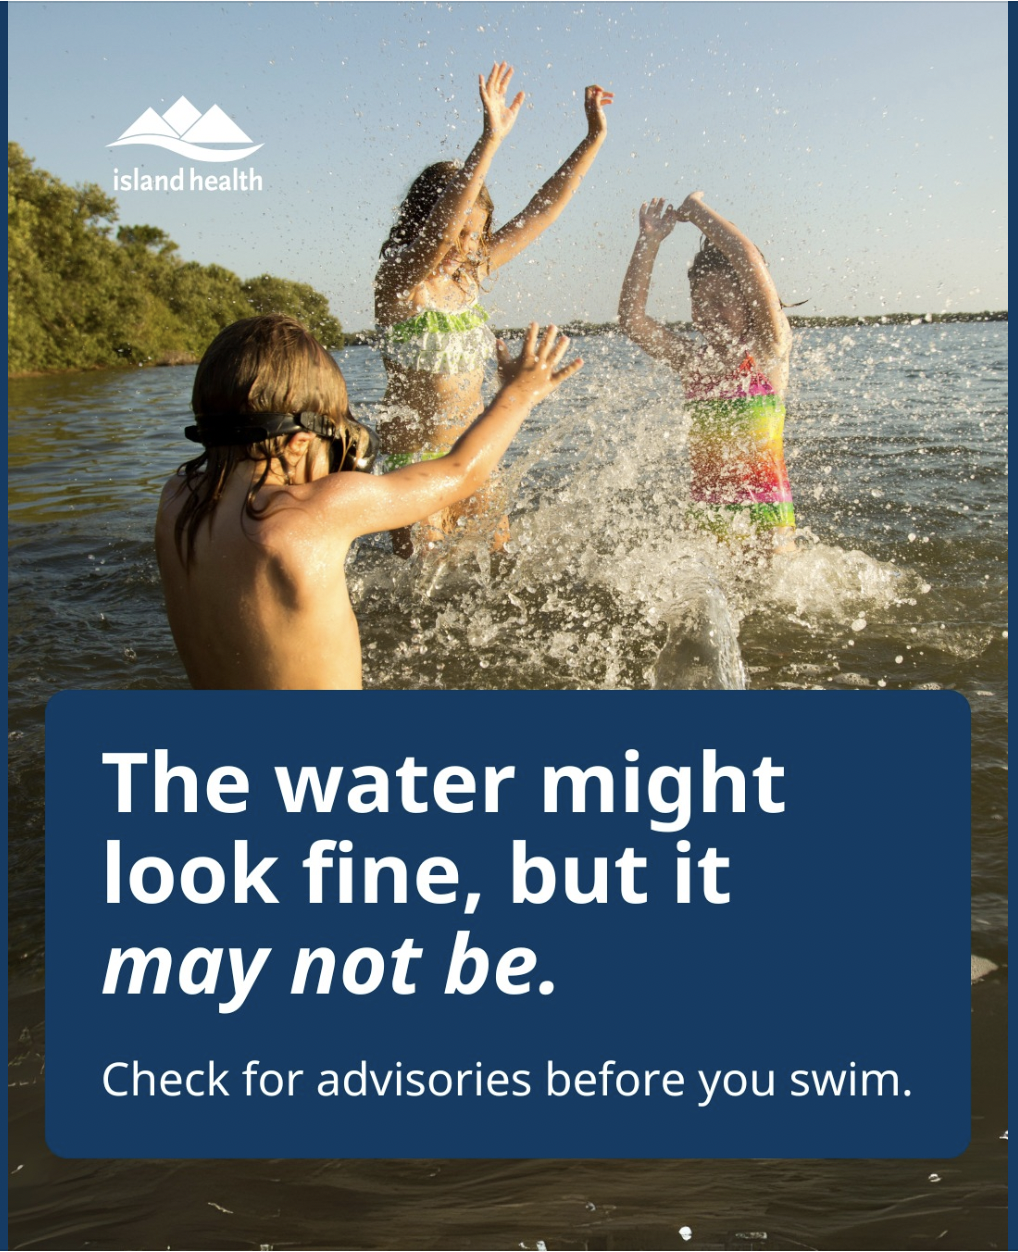 island health
The water might
look fine, but it
may not be.
Check for advisories before you swim.